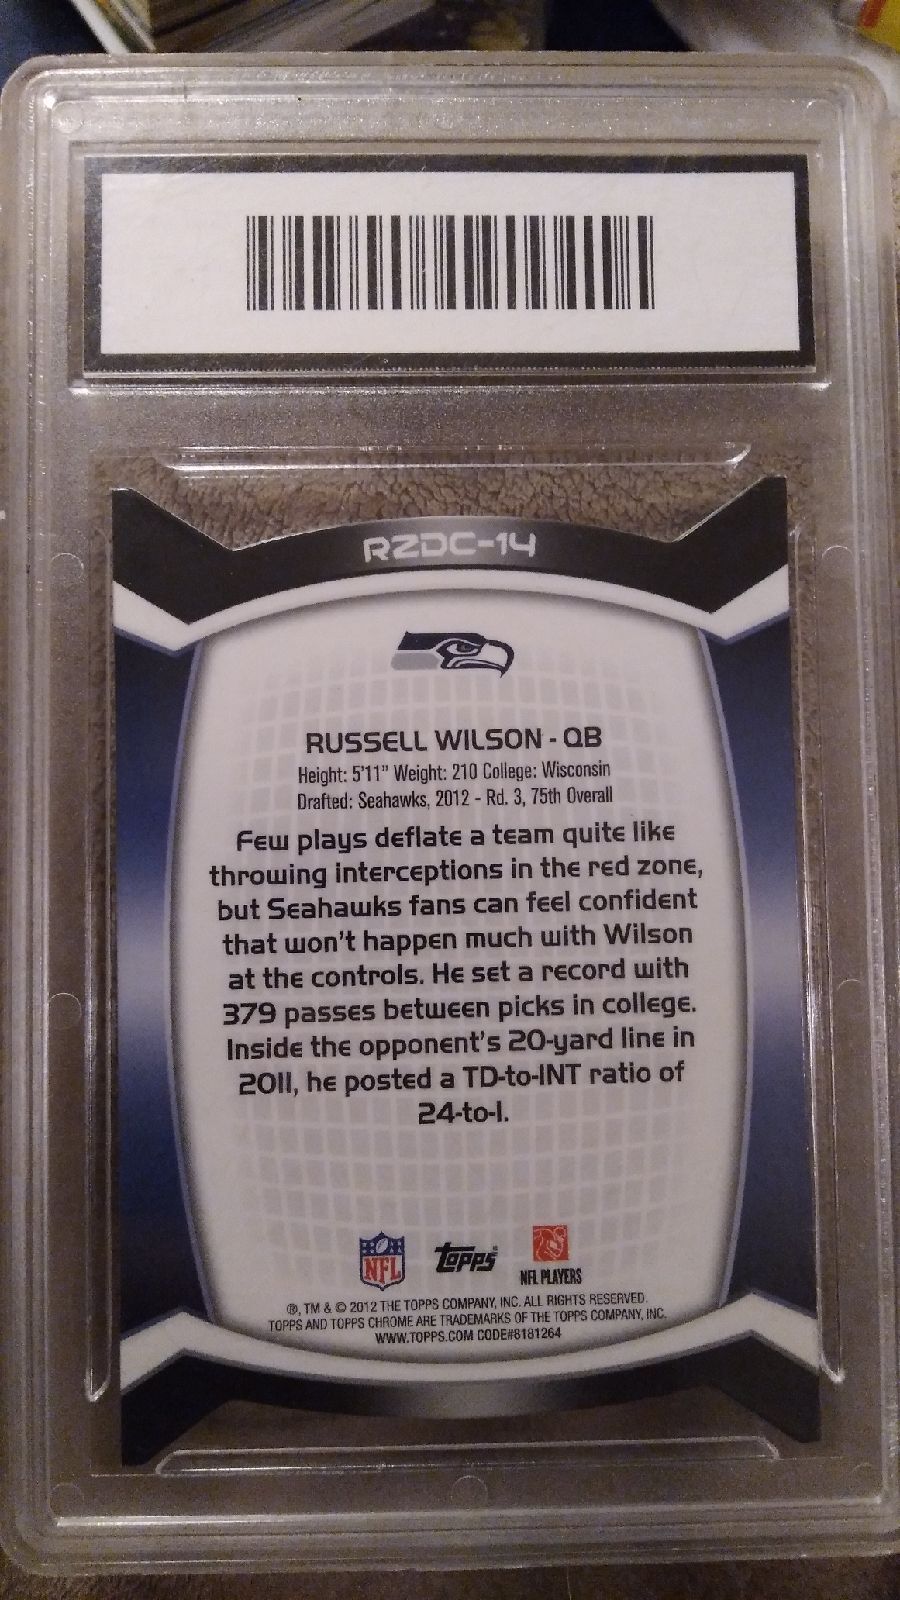 RZDC-14
RUSSELL WILSON - QB
Height: 5'11" Weight: 210 College: Wisconsin
Drafted: Seahawks, 2012 - Rd. 3, 75th Overall
Few plays deflate a team quite like
throwing interceptions in the red zone,
but Seahawks fans can feel confident
that won't happen much with Wilson
at the controls. He set a record with
379 passes between picks in college.
Inside the opponent's 20-yard line in
2011, he posted a TD-to-INT ratio of
24-to-1.
NFL
Topps®
NFL PLAYERS
®, TM & © 2012 THE TOPPS COMPANY, INC. ALL RIGHTS RESERVED.
TOPPS AND TOPPS CHROME ARE TRADEMARKS OF THE TOPPS COMPANY, INC.
WWW.TOPPS.COM CODE#8181264